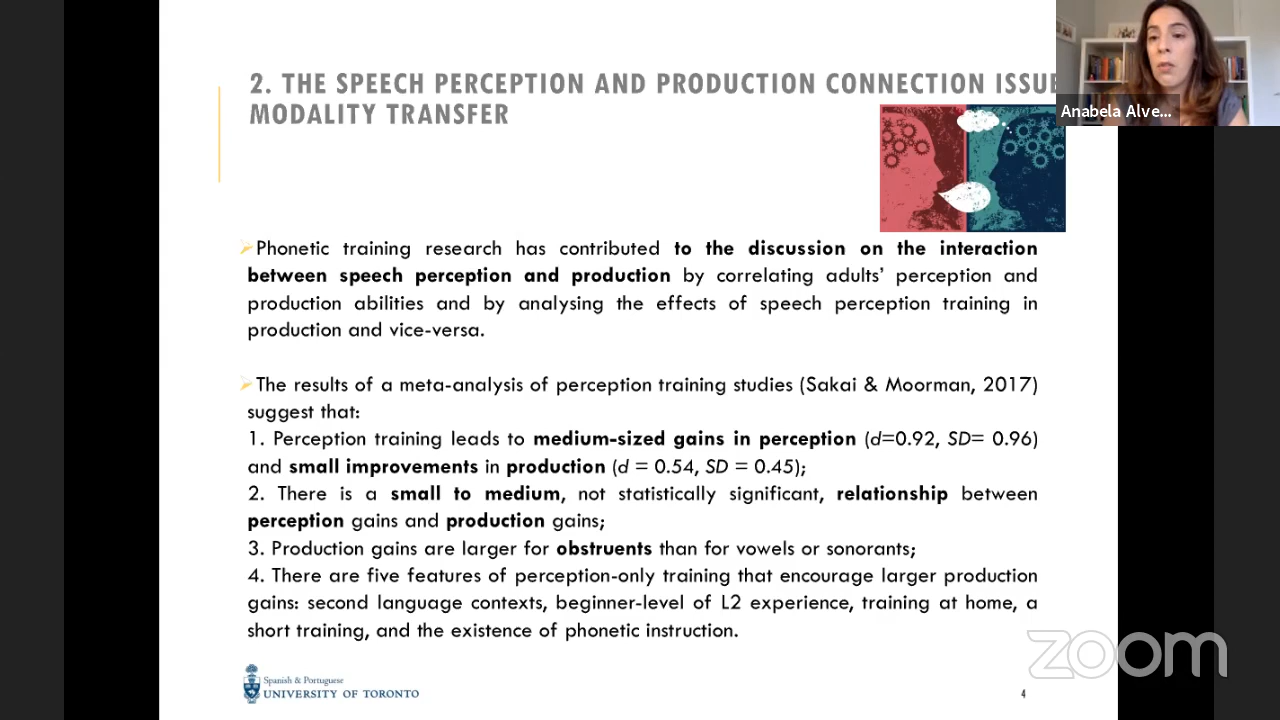 2. THE SPEECH PERCEPTION AND PRODUCTION CONNECTION ISSUE
MODALITY TRANSFER
Anabela Alve...
Phonetic training research has contributed to the discussion on the interaction
between speech perception and production by correlating adults’ perception and
production abilities and by analysing the effects of speech perception training in
production and vice-versa.
The results of a meta-analysis of perception training studies (Sakai & Moorman, 2017)
suggest that:
1. Perception training leads to medium-sized gains in perception (d=0.92, SD= 0.96)
and small improvements in production (d = 0.54, SD = 0.45);
2. There is a small to medium, not statistically significant, relationship between
perception gains and production gains;
3. Production gains are larger for obstruents than for vowels or sonorants;
4. There are five features of perception-only training that encourage larger production
gains: second language contexts, beginner-level of L2 experience, training at home, a
short training, and the existence of phonetic instruction.
zoom
Spanish & Portuguese
UNIVERSITY OF TORONTO
4